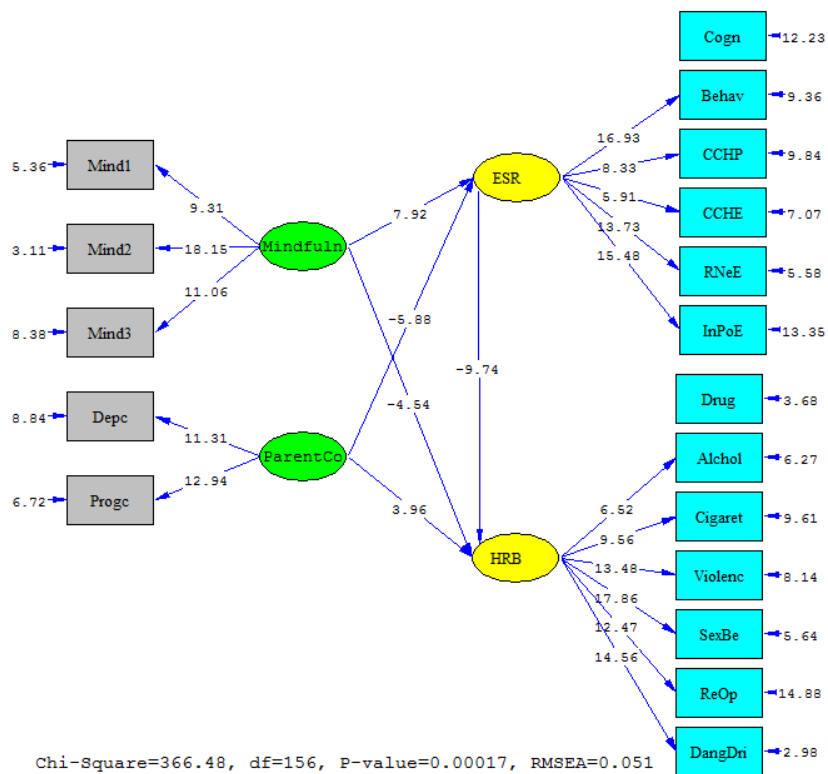 Cogn
12.23
Behav
9.36
16.93
5.36
Mind1
ESR
8.33
CCHP
9.84
9.31
7.92
5.91
CCHE
7.07
3.11
Mind2
18.15
Mindfuln
13.73
RNeE
5.58
11.06
15.48
8.38
Mind3
-5.88
InPoE
13.35
-9.74
Drug
3.68
8.84
Depc
-4.54
11.31
ParentCo
Alchol
6.27
12.94
6.72
Progc
3.96
6.52
Cigaret
9.61
9.56
HRB
13.48
Violenc
8.14
17.86
SexBe
5.64
12.47
14.56
ReOp
14.88
DangDri
2.98
Chi-Square=366.48, df=156, P-value=0.00017, RMSEA=0.051